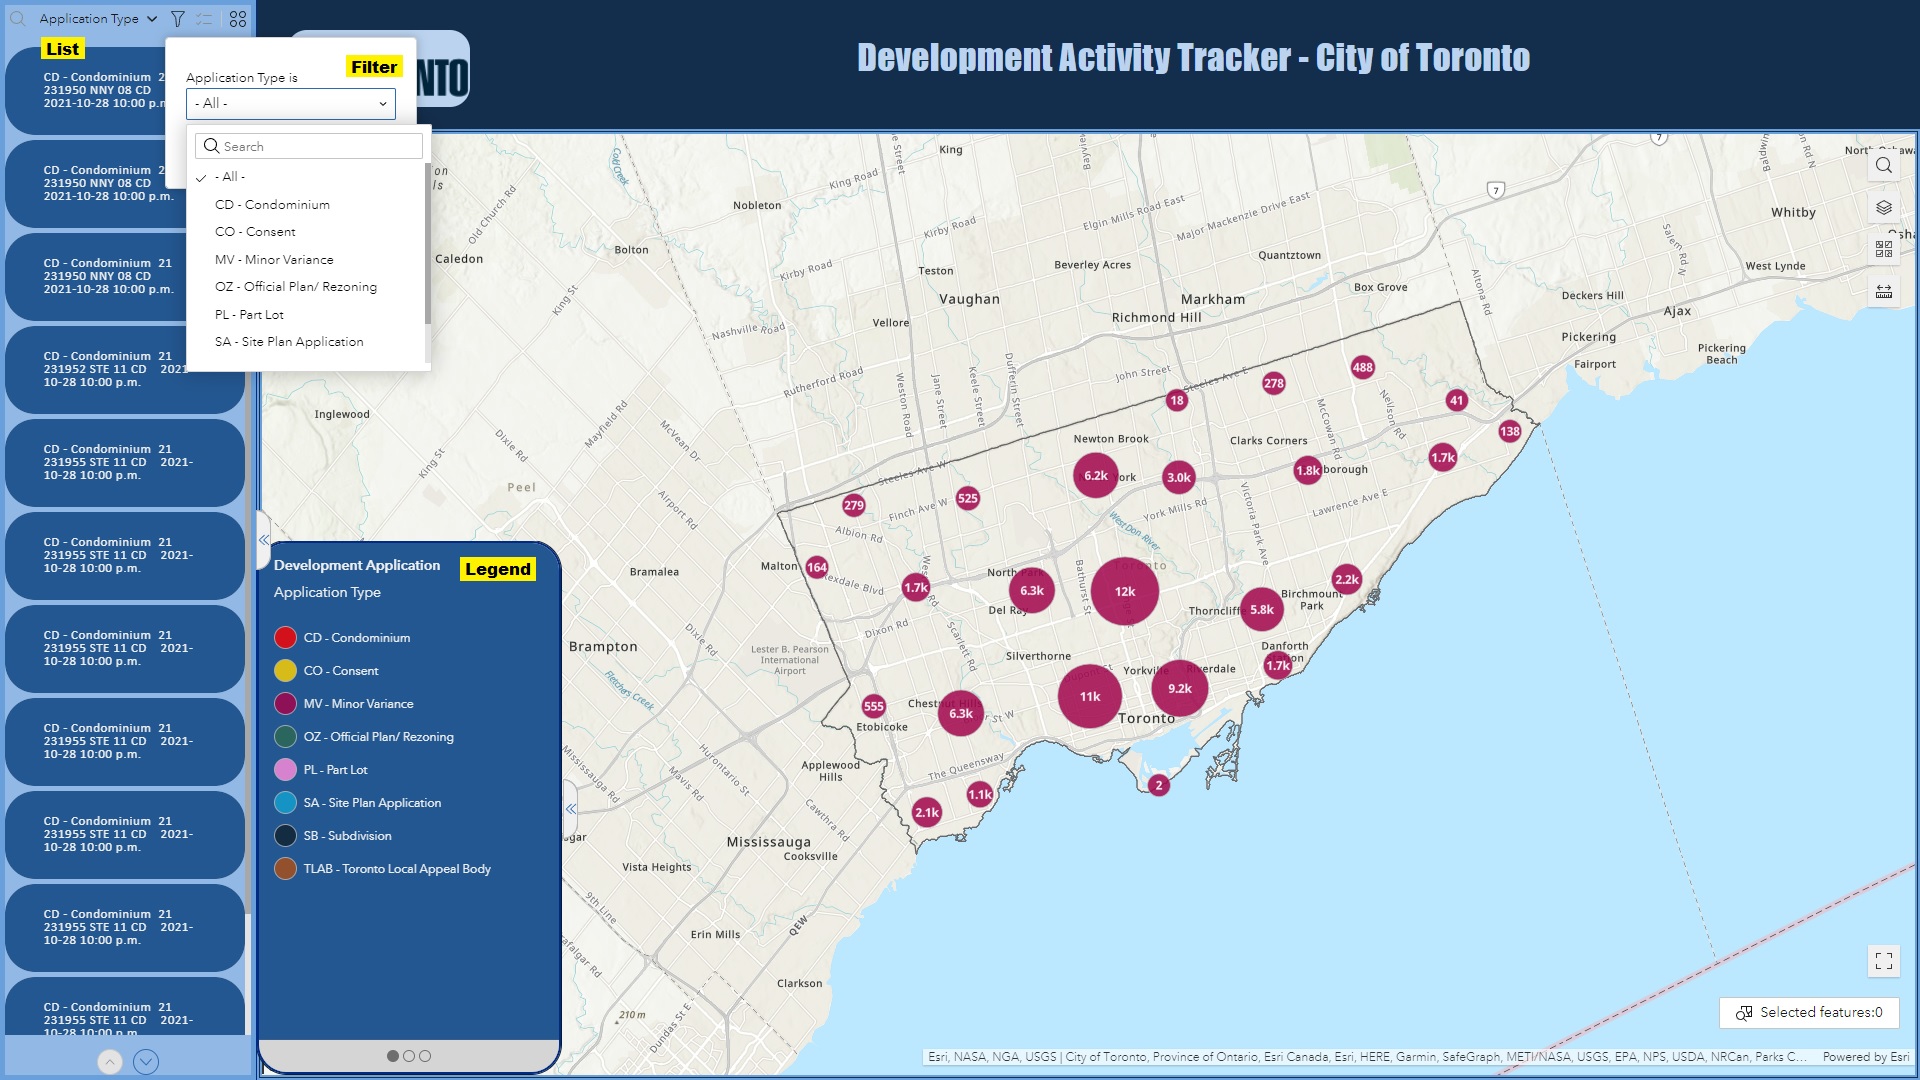 Application Type
List
CD - Condominium 2
231950 NNY 08 CD
2021-10-28 10:00 p.m.
CD - Condominium
231950 NNY 08 CD
2021-10-28 10:00 p.m.
CD - Condominium 21
231950 NNY 08 CD
2021-10-28 10:00 p.m.
CD - Condominium 21
231952 STE 11 CD 2021-
10-28 10:00 p.m.
CD - Condominium 21
231955 STE 11 CD 2021-
10-28 10:00 p.m.
CD - Condominium 21
231955 STE 11 CD 2021-
10-28 10:00 p.m.
CD - Condominium 21
231955 STE 11 CD 2021-
10-28 10:00 p.m.
CD - Condominium 21
231955 STE 11 CD 2021-
10-28 10:00 p.m.
CD - Condominium 21
231955 STE 11 CD 2021-
10-28 10:00 p.m.
CD - Condominium 21
231955 STE 11 CD 2021-
10-28 10:00 p.m.
CD - Condominium 21
231955 STE 11 CD 2021-
10-28 10:00 p.m.
Filter
Application Type is
- All -
Search
- All -
CD - Condominium
CO - Consent
MV - Minor Variance
OZ - Official Plan/ Rezoning
PL - Part Lot
SA - Site Plan Application
NTO
Development Activity Tracker - City of Toronto
Development Application
Legend
Application Type
CD - Condominium
CO - Consent
MV - Minor Variance
OZ - Official Plan/ Rezoning
PL - Part Lot
SA - Site Plan Application
SB - Subdivision
TLAB - Toronto Local Appeal Body
King
7
King Road
Nobleton
Elgin Mills Road East
Major Mackenzie Drive East
7
Whitby
Old Church Rd
Kirby Road
Bolton
Caledon
Teston
Kirby Road
Beverley Acres
Quantztown
Salem Rd N
West Lynde
King St
Vaughan
Markham
Box Grove
Altona Rd
Deckers Hill
Ajax
Nashville Road
Vellore
Richmond Hill
Pickering
Pickering
Beach
Fairport
Rutherford Road
Weston Road
Jane Street
Keele Street
Dufferin Street
John Street
Steeles Ave E
278
488
18
41
Inglewood
Mayfield Rd
McVean Dr
McCowan Rd
Neilson Rd
Dixie Rd
King St
Newton Brook
Clarks Corners
138
1.7k
Steeles Ave W
6.2k
York
3.0k
1.8k
borough
Peel
Airport Rd
279
525
Finch Ave W
York Mills Rd
Victoria Park Ave
Lawrence Ave E
Albion Rd
West Don River
Malton
164
1.7k
North Park
6.3k
Bathurst St
12k
Toronto
2.2k
Bramalea
Del Ray
Thorncliffe
5.8k
Birchmount
Park
Dixon Rd
Scarlett Rd
Brampton
Dixie Rd
Lester B. Pearson
International
Airport
Silverthorne
Yorkville
Riverdale
Danforth
1.7k
Fletchers Creek
11k
9.2k
555
Chestnut Hills
6.3k
Etobicoke
Toronto
Applewood
Hills
The Queensway
Mississauga Rd
Mavis Rd
Hurontario St
Cawthra Rd
2
1.1k
2.1k
Mississauga
Cooksville
Vista Heights
9th Line
QEW
Erin Mills
Clarkson
210 m
Dundas St E
Selected features:0
Esri, NASA, NGA, USGS | City of Toronto, Province of Ontario, Esri Canada, Esri, HERE, Garmin, SafeGraph, METI/NASA, USGS, EPA, NPS, USDA, NRCan, Parks C...
Powered by Esri